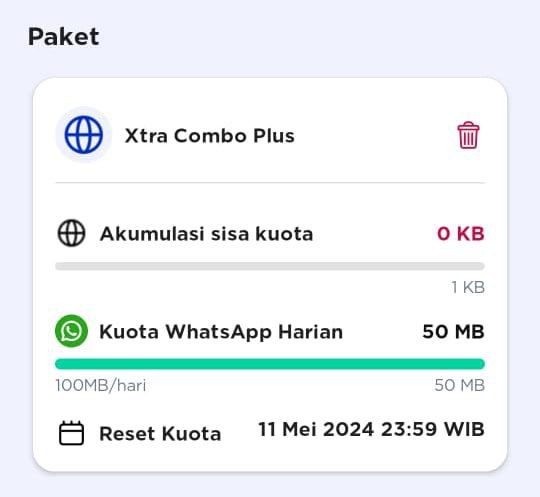 Paket
Xtra Combo Plus
Akumulasi sisa kuota 0 KB
1 KB
Kuota WhatsApp Harian 50 MB
100MB/hari 50 MB
Reset Kuota 11 Mei 2024 23:59 WIB